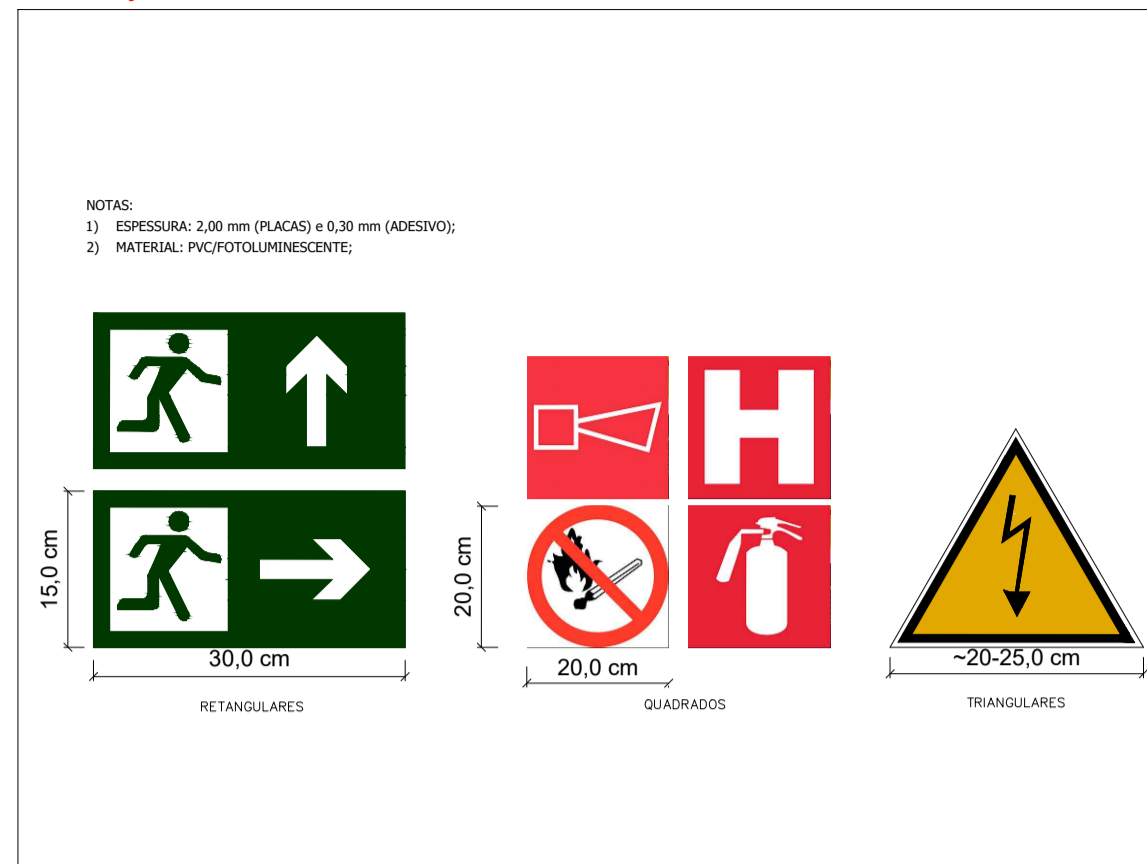 NOTAS:
1) ESPESSURA: 2,00 mm (PLACAS) e 0,30 mm (ADESIVO);
2) MATERIAL: PVC/FOTOLUMINESCENTE;
H
15,0 cm
30,0 cm
RETANGULARES
20,0 cm
20,0 cm
QUADRADOS
~20-25,0 cm
TRIANGULARES